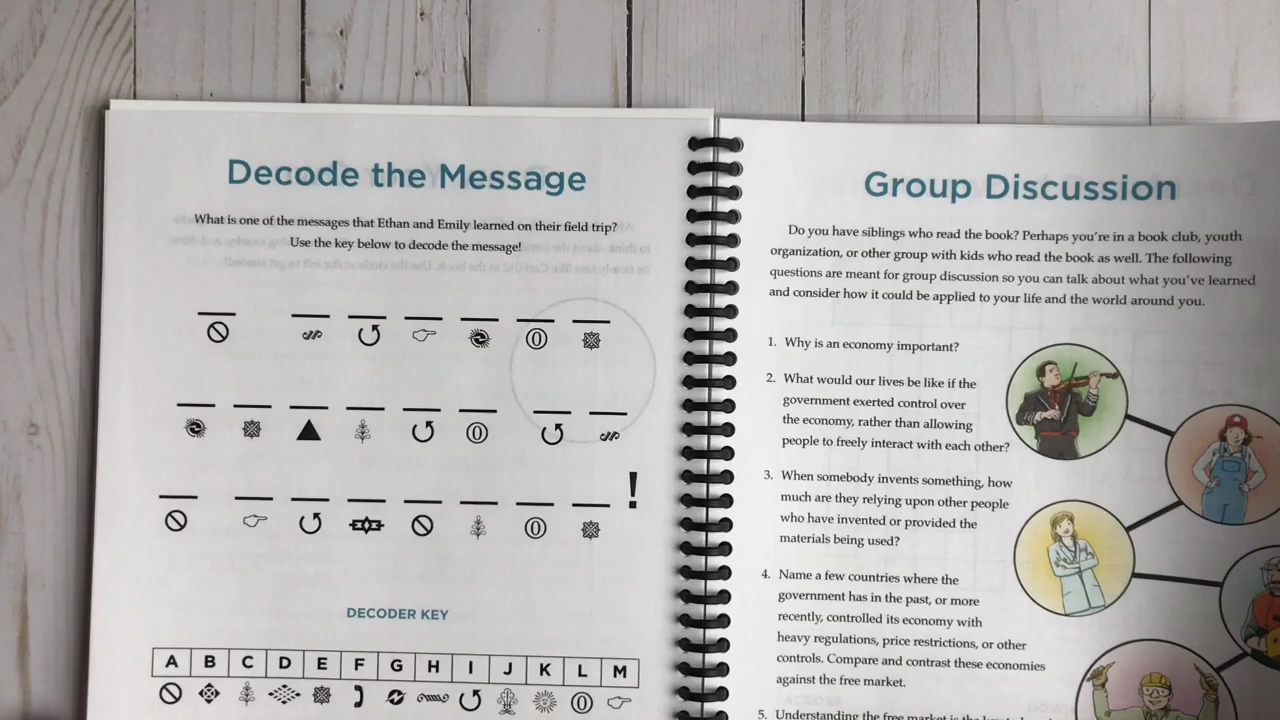 Decode the Message
What is one of the messages that Ethan and Emily learned on their field trip?
Use the key below to decode the message!
!
DECODER KEY
A B C D E F G H I J K L M
Group Discussion
Do you have siblings who read the book? Perhaps you're in a book club, youth
organization, or other group with kids who read the book as well. The following
questions are meant for group discussion so you can talk about what you've learned
and consider how it could be applied to your life and the world around you.
1. Why is an economy important?
2. What would our lives be like if the
government exerted control over
the economy, rather than allowing
people to freely interact with each other?
3. When somebody invents something, how
much are they relying upon other people
who have invented or provided the
materials being used?
4. Name a few countries where the
government has in the past, or more
recently, controlled its economy with
heavy regulations, price restrictions, or other
controls. Compare and contrast these economies
against the free market.
5. Understanding the free market is the